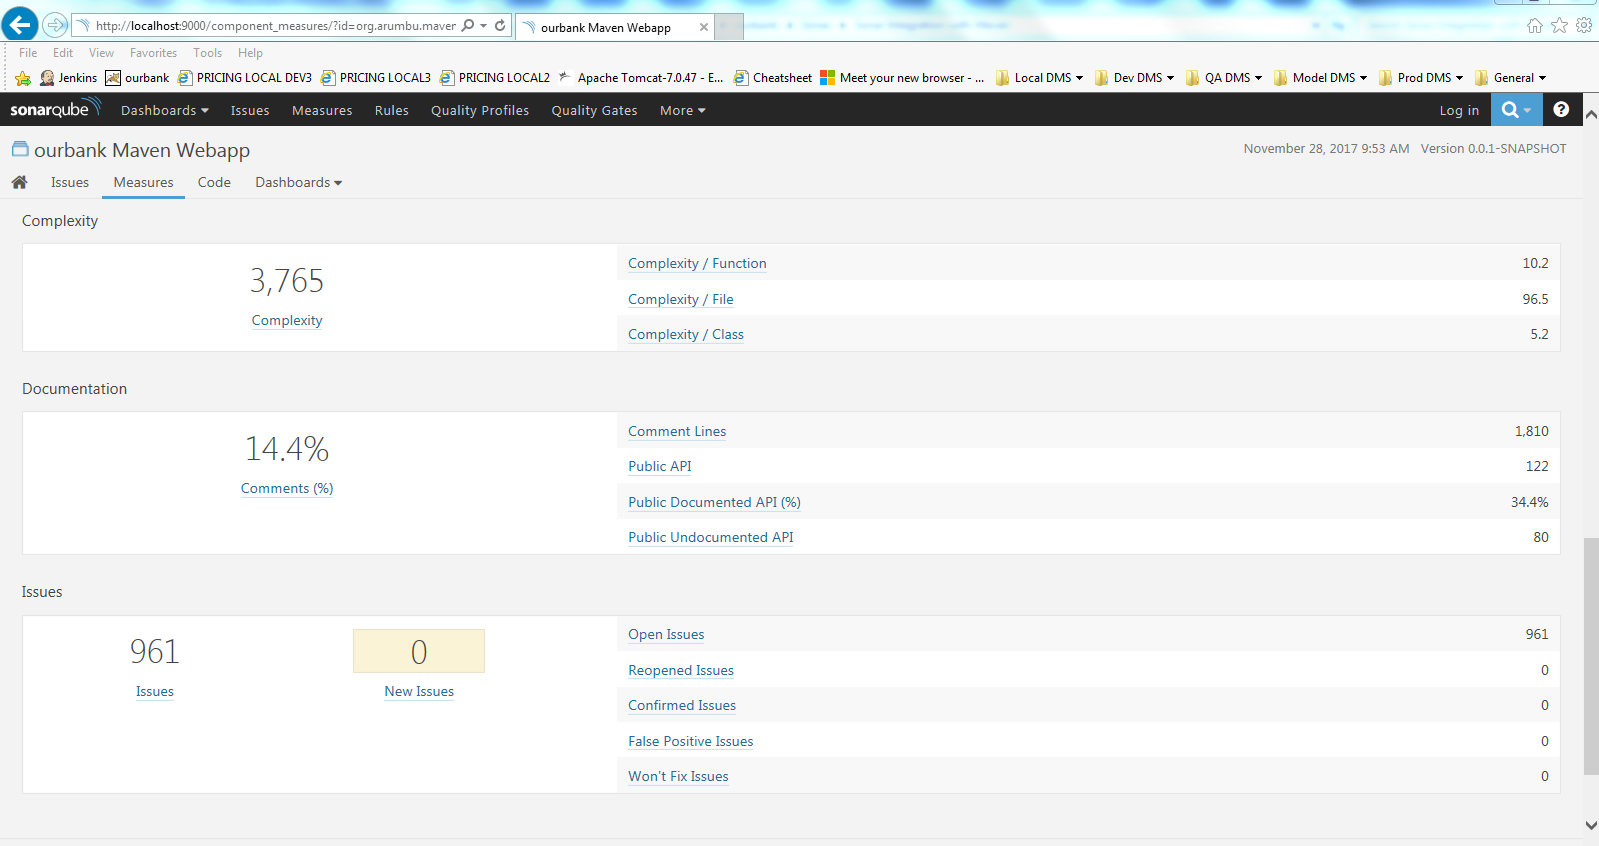 http://localhost:9000/component_measures/?id=org.arumbu.maven
ourbank Maven Webapp
File Edit View Favorites Tools Help
Jenkins ourbank PRICING LOCAL DEV3 PRICING LOCAL3 PRICING LOCAL2 Apache Tomcat-7.0.47 - E... Cheatsheet Meet your new browser - ... Local DMS Dev DMS QA DMS Model DMS Prod DMS General
sonarqube Dashboards Issues Measures Rules Quality Profiles Quality Gates More Log in
ourbank Maven Webapp November 28, 2017 9:53 AM Version 0.0.1-SNAPSHOT
Issues Measures Code Dashboards
Complexity
3,765
Complexity
Complexity / Function 10.2
Complexity / File 96.5
Complexity / Class 5.2
Documentation
14.4%
Comments (%)
Comment Lines 1,810
Public API 122
Public Documented API (%) 34.4%
Public Undocumented API 80
Issues
961
Issues
0
New Issues
Open Issues 961
Reopened Issues 0
Confirmed Issues 0
False Positive Issues 0
Won't Fix Issues 0